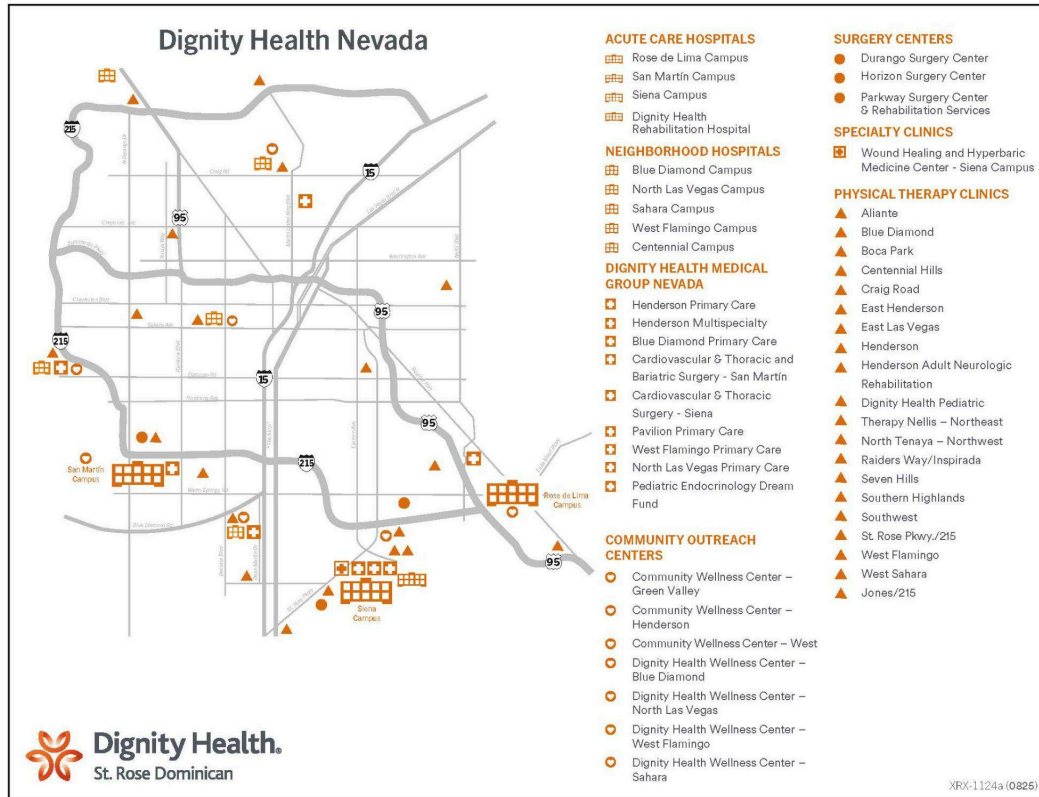 Dignity Health Nevada
215
15
95
Craig Rd
Washington Ave
95
215
15
95
215
San Martín
Campus
Rose de Lima
Campus
95
Siena
Campus
Dignity Health®
St. Rose Dominican
ACUTE CARE HOSPITALS
Rose de Lima Campus
San Martín Campus
Siena Campus
Dignity Health
Rehabilitation Hospital
NEIGHBORHOOD HOSPITALS
Blue Diamond Campus
North Las Vegas Campus
Sahara Campus
West Flamingo Campus
Centennial Campus
DIGNITY HEALTH MEDICAL
GROUP NEVADA
Henderson Primary Care
Henderson Multispecialty
Blue Diamond Primary Care
Cardiovascular & Thoracic and
Bariatric Surgery - San Martín
Cardiovascular & Thoracic
Surgery - Siena
Pavilion Primary Care
West Flamingo Primary Care
North Las Vegas Primary Care
Pediatric Endocrinology Dream
Fund
COMMUNITY OUTREACH
CENTERS
Community Wellness Center –
Green Valley
Community Wellness Center –
Henderson
Community Wellness Center – West
Dignity Health Wellness Center –
Blue Diamond
Dignity Health Wellness Center –
North Las Vegas
Dignity Health Wellness Center –
West Flamingo
Dignity Health Wellness Center –
Sahara
SURGERY CENTERS
Durango Surgery Center
Horizon Surgery Center
Parkway Surgery Center
& Rehabilitation Services
SPECIALTY CLINICS
Wound Healing and Hyperbaric
Medicine Center - Siena Campus
PHYSICAL THERAPY CLINICS
Aliante
Blue Diamond
Boca Park
Centennial Hills
Craig Road
East Henderson
East Las Vegas
Henderson
Henderson Adult Neurologic
Rehabilitation
Dignity Health Pediatric
Therapy Nellis – Northeast
North Tenaya – Northwest
Raiders Way/Inspirada
Seven Hills
Southern Highlands
Southwest
St. Rose Pkwy./215
West Flamingo
West Sahara
Jones/215
XRX-1124a (0825)